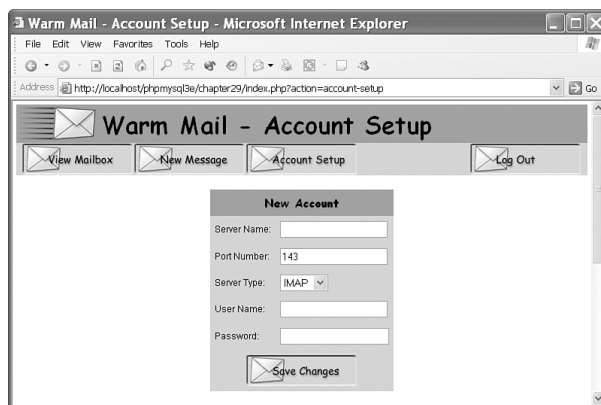 Warm Mail - Account Setup - Microsoft Internet Explorer
File Edit View Favorites Tools Help
Address http://localhost/phpmysql3e/chapter29/index.php?action=account-setup Go
Warm Mail - Account Setup
View Mailbox New Message Account Setup Log Out
New Account
Server Name:
Port Number: 143
Server Type: IMAP
User Name:
Password:
Save Changes